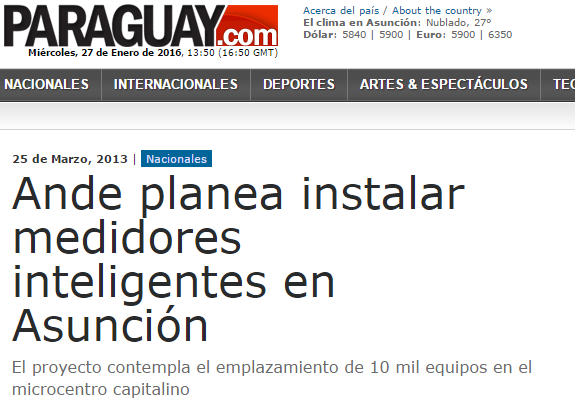 PARAGUAY.com
Miércoles, 27 de Enero de 2016, 13:50 (16:50 GMT)
Acerca del país / About the country »
El clima en Asunción: Nublado, 27°
Dólar: 5840 | 5900 | Euro: 5900 | 6350
NACIONALES INTERNACIONALES DEPORTES ARTES & ESPECTÁCULOS TEC
25 de Marzo, 2013 | Nacionales
Ande planea instalar
medidores
inteligentes en
Asunción
El proyecto contempla el emplazamiento de 10 mil equipos en el
microcentro capitalino